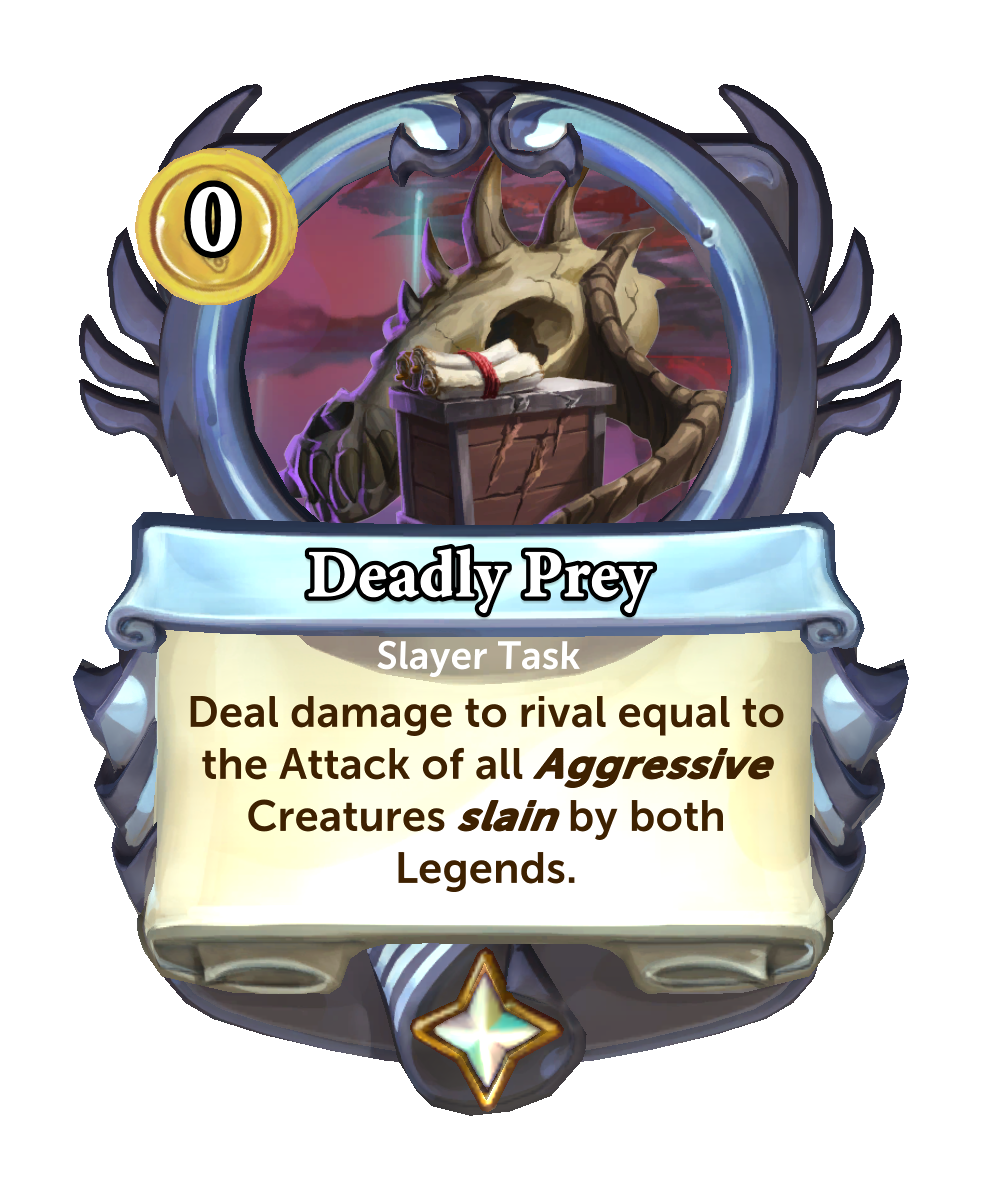 0
Deadly Prey
Slayer Task
Deal damage to rival equal to
the Attack of all Aggressive
Creatures slain by both
Legends.